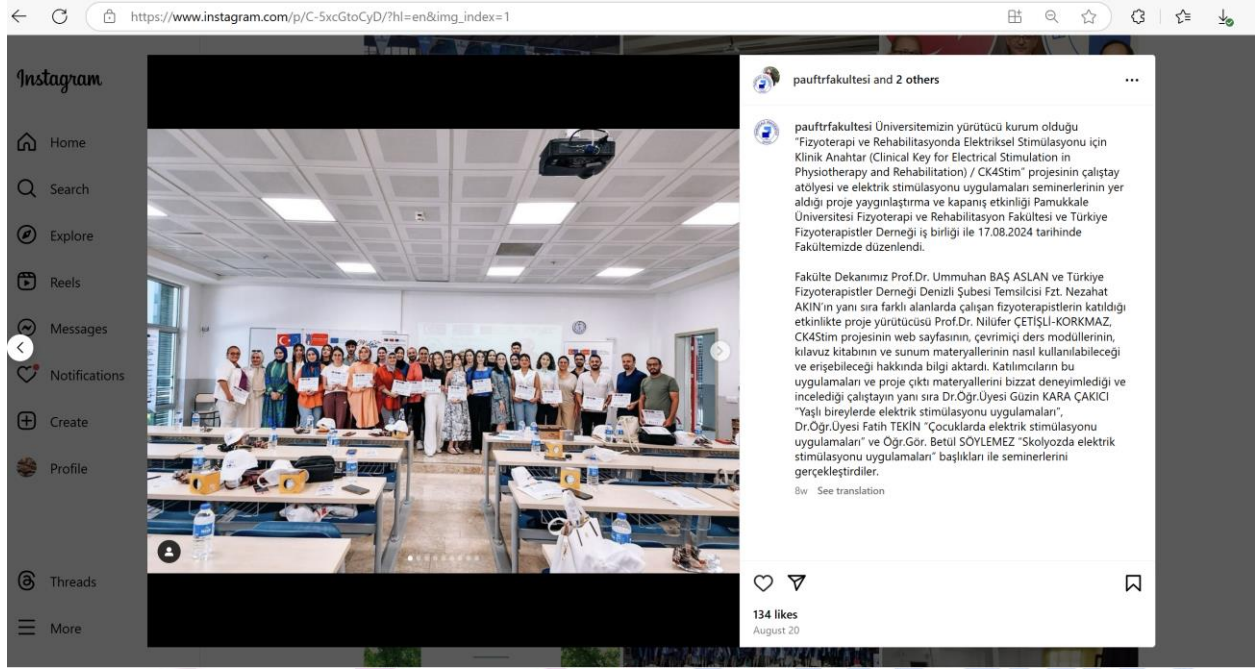 https://www.instagram.com/p/C-5xcGtoCyD/?hl=en&img_index=1
Instagram
Home
Search
Explore
Reels
Messages
Notifications
Create
Profile
Threads
More
pauftrfakultesi and 2 others
pauftrfakultesi Üniversitemizin yürütücü kurum olduğu
"Fizyoterapi ve Rehabilitasyonda Elektriksel Stimülasyonu için
Klinik Anahtar (Clinical Key for Electrical Stimulation in
Physiotherapy and Rehabilitation) / CK4Stim" projesinin çalıştay
atölyesi ve elektrik stimülasyonu uygulamaları seminerlerinin yer
aldığı proje yaygınlaştırma ve kapanış etkinliği Pamukkale
Üniversitesi Fizyoterapi ve Rehabilitasyon Fakültesi ve Türkiye
Fizyoterapistler Derneği iş birliği ile 17.08.2024 tarihinde
Fakültemizde düzenlendi.
Fakülte Dekanımız Prof.Dr. Ummuhan BAŞ ASLAN ve Türkiye
Fizyoterapistler Derneği Denizli Şubesi Temsilcisi Fzt. Nezahat
AKIN'ın yanı sıra farklı alanlarda çalışan fizyoterapistlerin katıldığı
etkinlikte proje yürütücüsü Prof.Dr. Nilüfer ÇETİŞLİ-KORKMAZ,
CK4Stim projesinin web sayfasının, çevrimiçi ders modüllerinin,
kılavuz kitabının ve sunum materyallerinin nasıl kullanılabileceği
ve erişebileceği hakkında bilgi aktardı. Katılımcıların bu
uygulamaları ve proje çıktı materyallerini bizzat deneyimlediği ve
incelediği çalıştayın yanı sıra Dr.Öğr.Üyesi Güzin KARA ÇAKICI
"Yaşlı bireylerde elektrik stimülasyonu uygulamaları",
Dr.Öğr.Üyesi Fatih TEKİN "Çocuklarda elektrik stimülasyonu
uygulamaları" ve Öğr.Gör. Betül SÖYLEMEZ "Skolyozda elektrik
stimülasyonu uygulamaları" başlıkları ile seminerlerini
gerçekleştirdiler.
8w See translation
134 likes
August 20